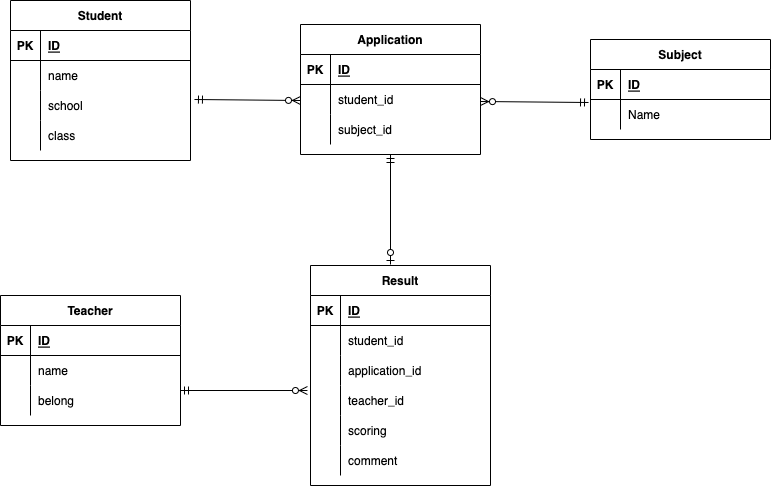 Student
PK ID
name
school
class
Application
PK ID
student_id
subject_id
Subject
PK ID
Name
Teacher
PK ID
name
belong
Result
PK ID
student_id
application_id
teacher_id
scoring
comment